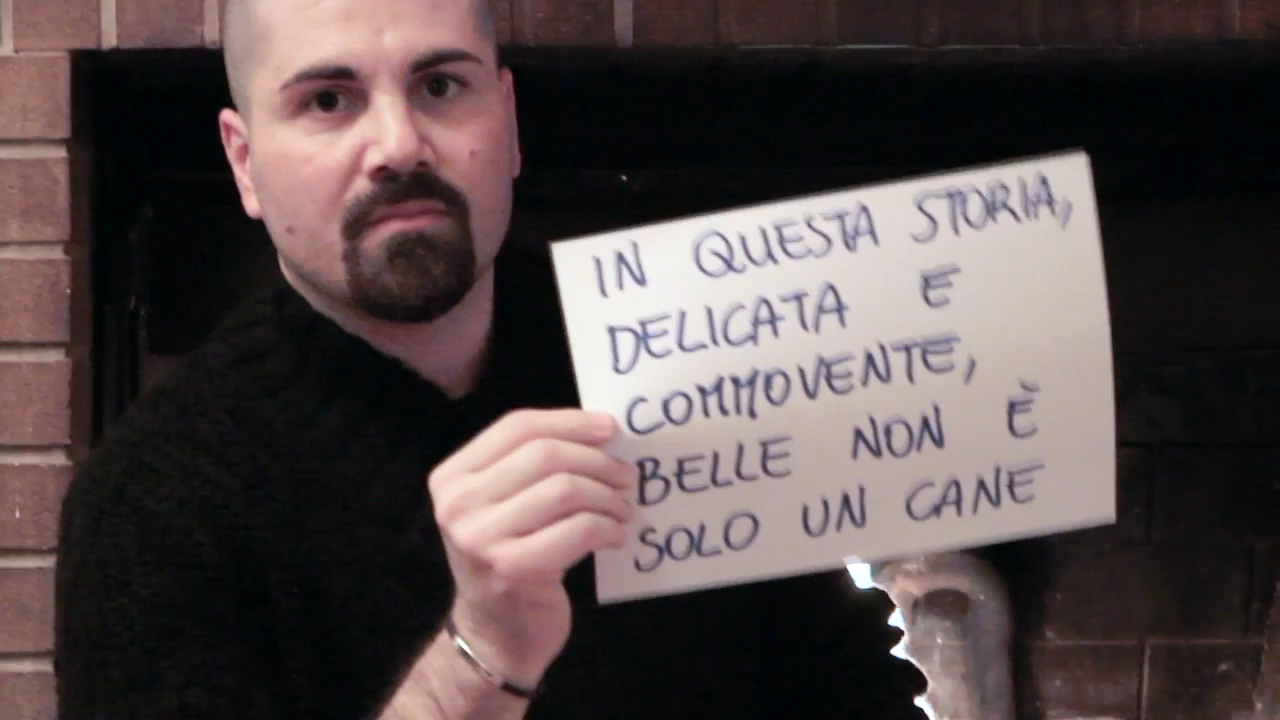 IN QUESTA STORIA,
DELICATA E
COMMOVENTE,
BELLE NON È
SOLO UN CANE